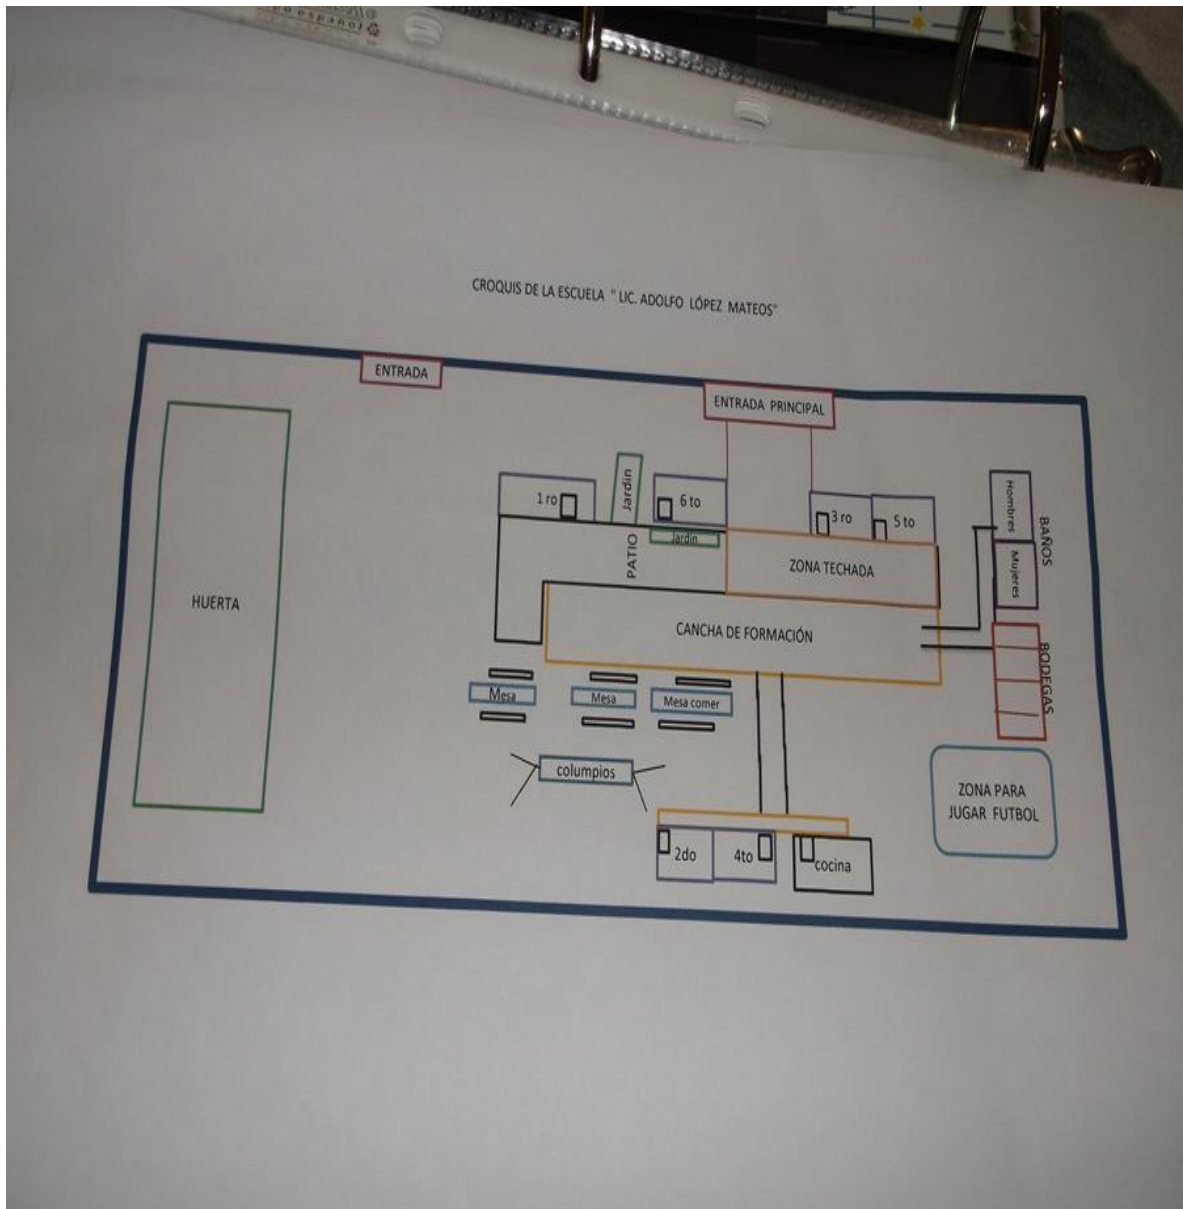 po español
CROQUIS DE LA ESCUELA " LIC. ADOLFO LÓPEZ MATEOS"
ENTRADA
ENTRADA PRINCIPAL
1 ro
Jardin
6 to
3 ro
5 to
Hombres
BAÑOS
Mujeres
Jardin
PATIO
ZONA TECHADA
HUERTA
CANCHA DE FORMACIÓN
BODEGAS
Mesa
Mesa
Mesa comer
columpios
ZONA PARA
JUGAR FUTBOL
2do
4to
cocina